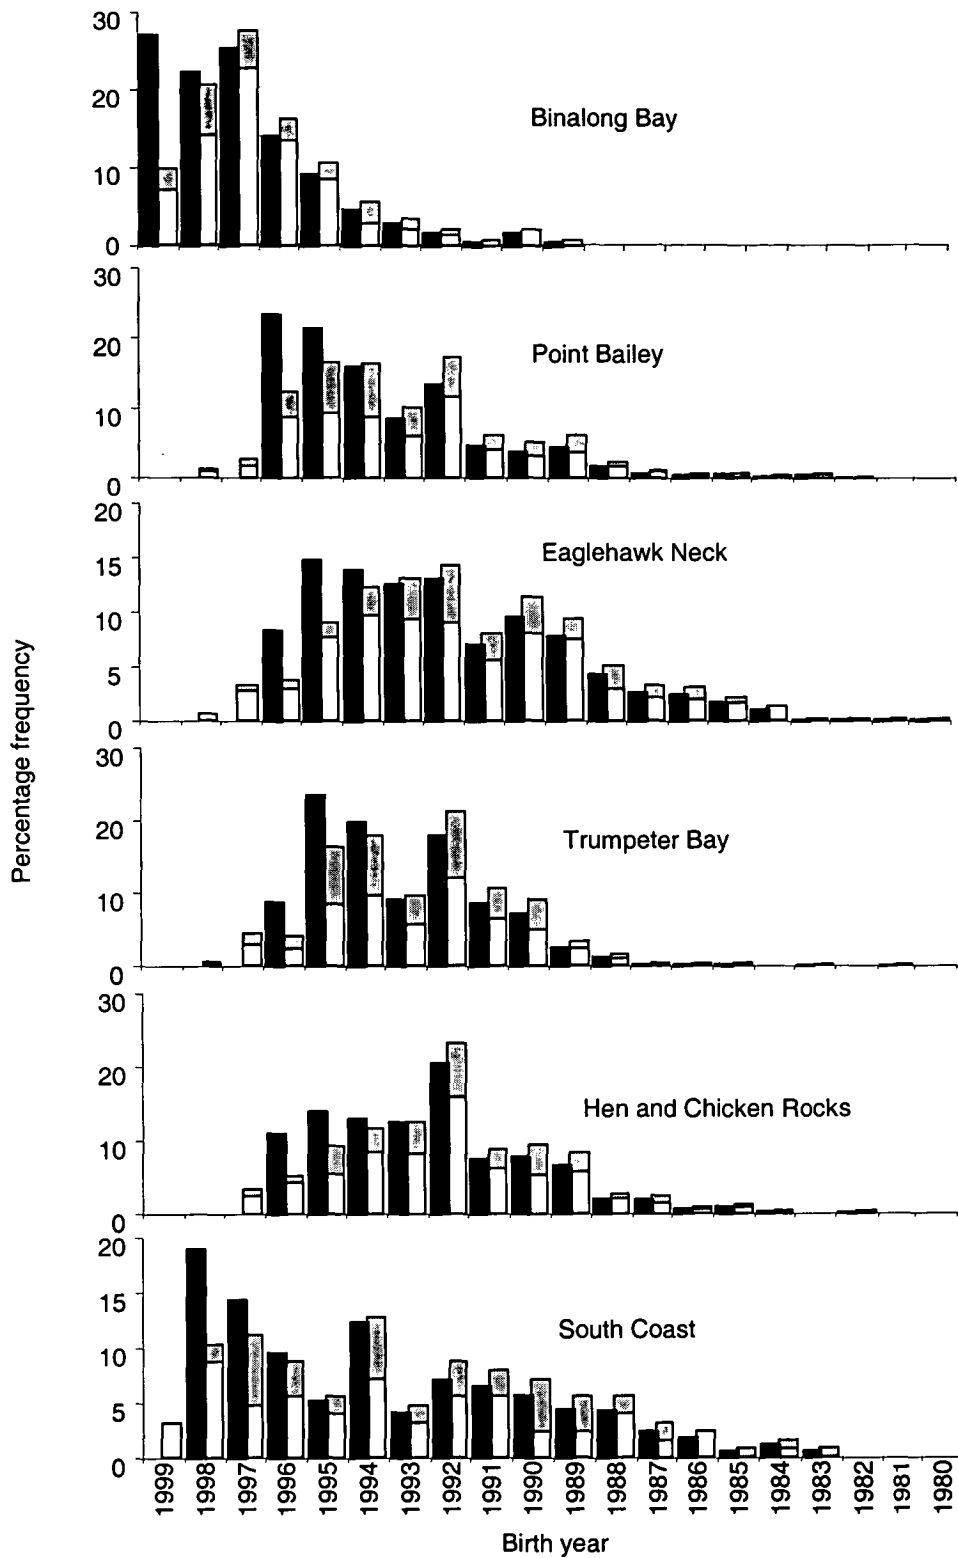 30
20
10
0
Binalong Bay
30
20
10
0
Point Bailey
20
15
10
5
0
Eaglehawk Neck
Percentage frequency
30
20
10
0
Trumpeter Bay
30
20
10
0
Hen and Chicken Rocks
20
15
10
5
0
South Coast
1999 1998 1997 1996 1995 1994 1993 1992 1991 1990 1989 1988 1987 1986 1985 1984 1983 1982 1981 1980
Birth year